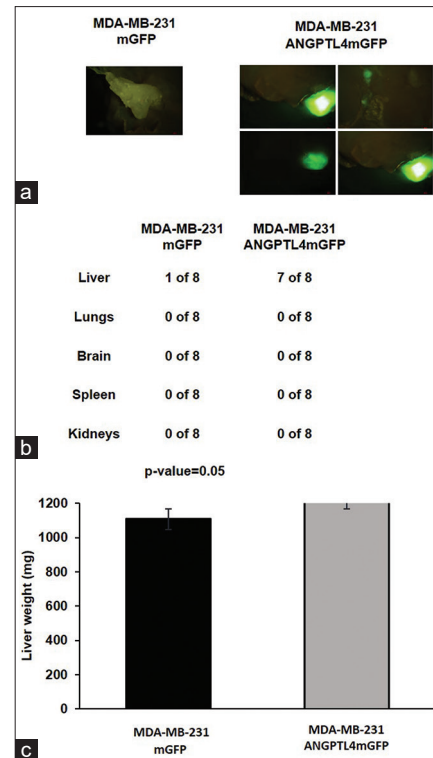 MDA-MB-231 MDA-MB-231
mGFP ANGPTL4mGFP
a
MDA-MB-231 MDA-MB-231
mGFP ANGPTL4mGFP
Liver 1 of 8 7 of 8
Lungs 0 of 8 0 of 8
Brain 0 of 8 0 of 8
Spleen 0 of 8 0 of 8
Kidneys 0 of 8 0 of 8
b
p-value=0.05
Liver weight (mg)
1200
1000
800
600
400
200
0
MDA-MB-231 MDA-MB-231
mGFP ANGPTL4mGFP
c